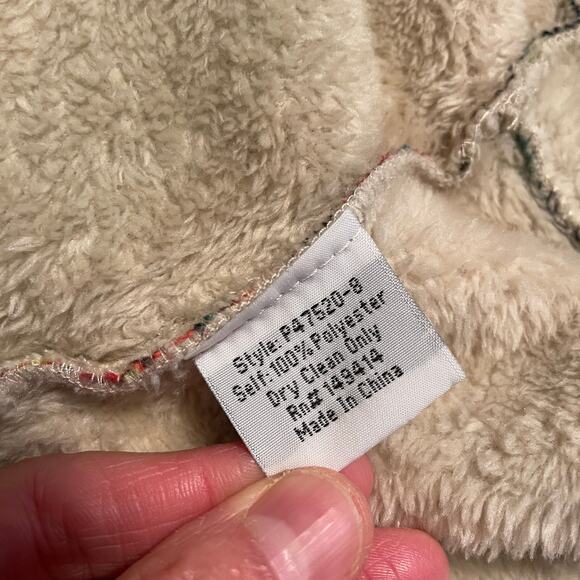 Style: P47520-8
Self: 100% Polyester
Dry Clean Only
Rn# 149414
Made In China